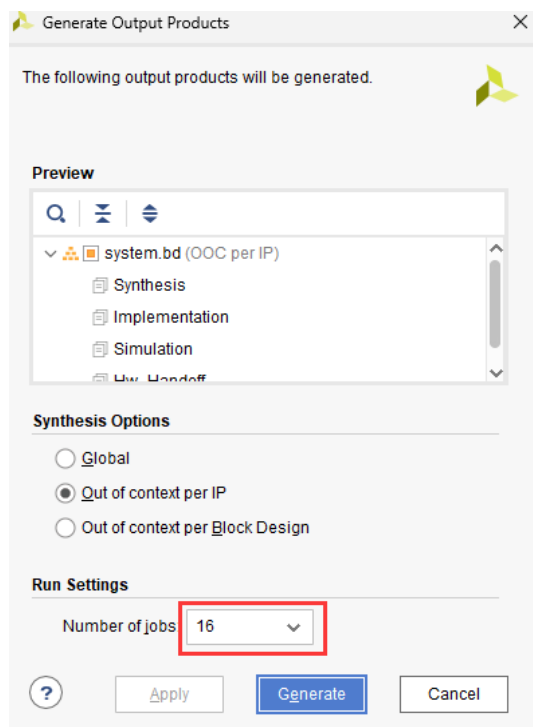 Generate Output Products
The following output products will be generated.
Preview
system.bd (OOC per IP)
Synthesis
Implementation
Simulation
Hw_Handoff
Synthesis Options
Global
Out of context per IP
Out of context per Block Design
Run Settings
Number of jobs 16
? Apply Generate Cancel